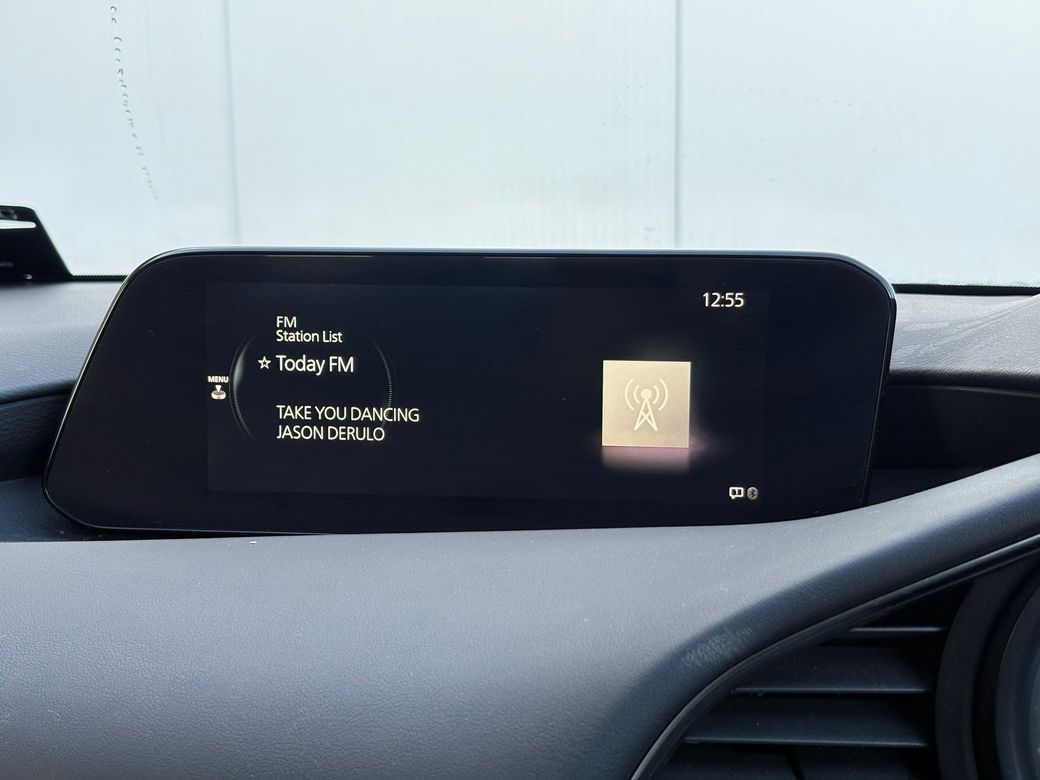 12:55
FM
Station List
☆ Today FM
MENU
TAKE YOU DANCING
JASON DERULO